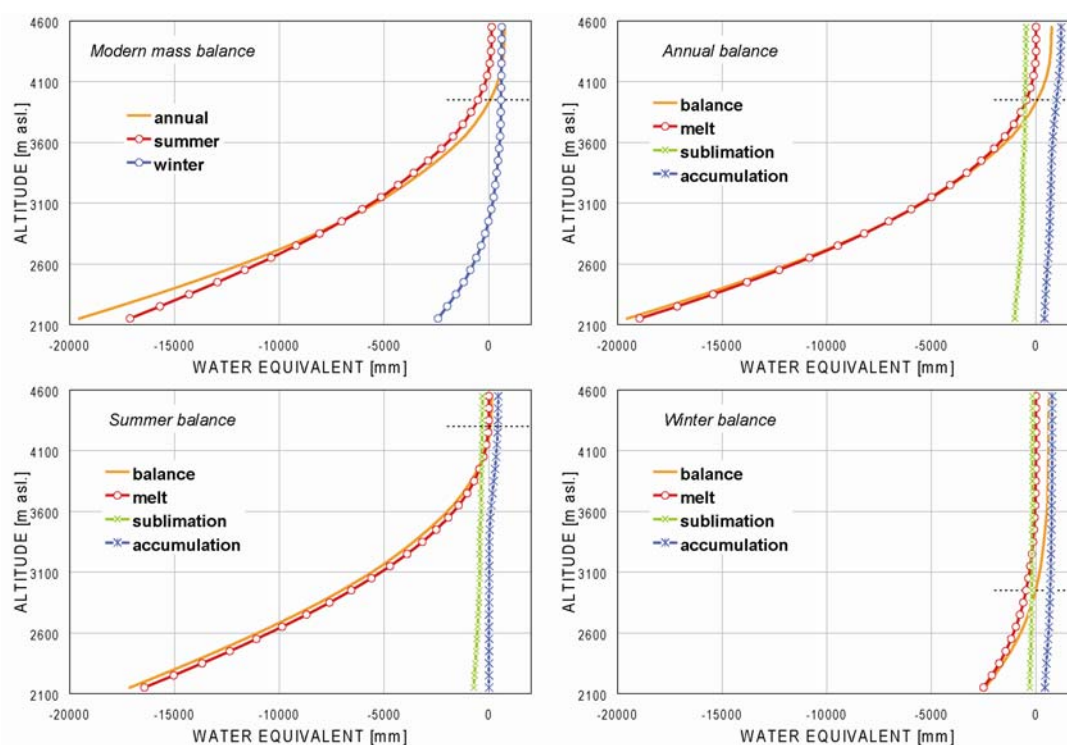 Modern mass balance
ALTITUDE [m asl.]
4600
4100
3600
3100
2600
2100
annual
summer
winter
-20000 -15000 -10000 -5000 0
WATER EQUIVALENT [mm]
Annual balance
ALTITUDE [m asl.]
4600
4100
3600
3100
2600
2100
balance
melt
sublimation
accumulation
-20000 -15000 -10000 -5000 0
WATER EQUIVALENT [mm]
Summer balance
ALTITUDE [m asl.]
4600
4100
3600
3100
2600
2100
balance
melt
sublimation
accumulation
-20000 -15000 -10000 -5000 0
WATER EQUIVALENT [mm]
Winter balance
ALTITUDE [m asl.]
4600
4100
3600
3100
2600
2100
balance
melt
sublimation
accumulation
-20000 -15000 -10000 -5000 0
WATER EQUIVALENT [mm]